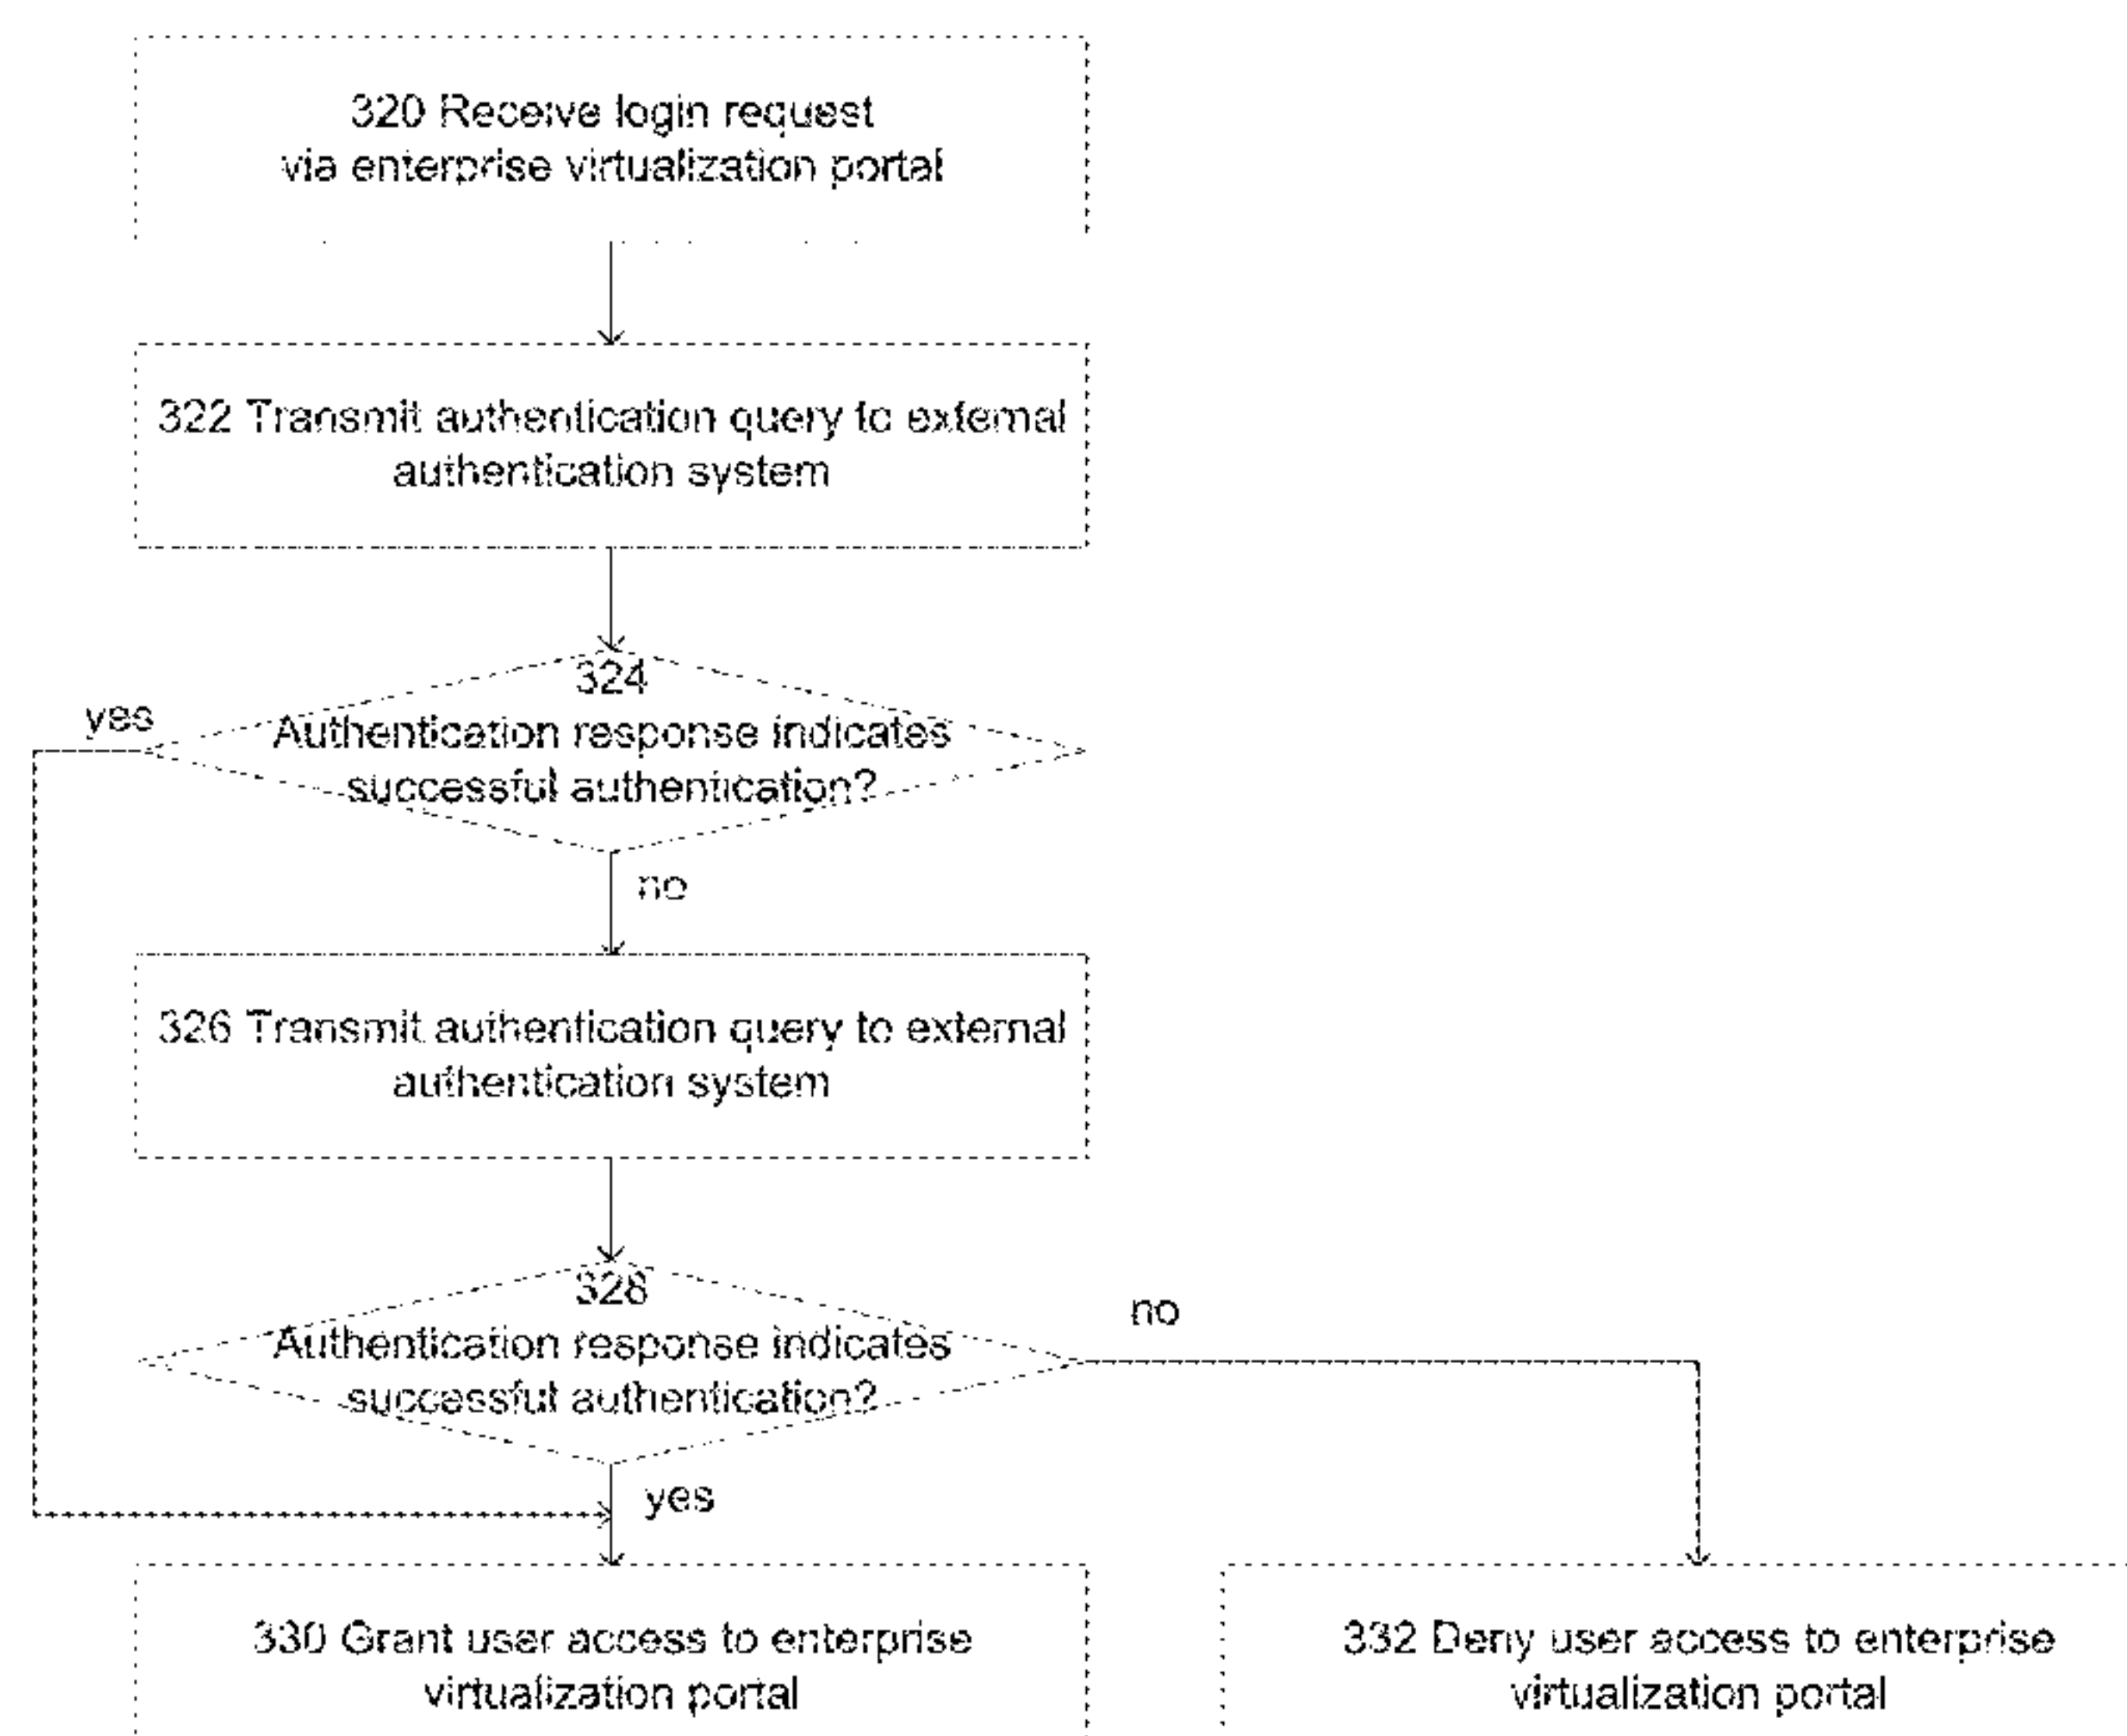 320 Receive login request
via enterprise virtualization portal
322 Transmit authentication query to external
authentication system
324
Authentication response indicates
successful authentication?
yes
no
326 Transmit authentication query to external
authentication system
328
Authentication response indicates
successful authentication?
no
yes
330 Grant user access to enterprise
virtualization portal
332 Deny user access to enterprise
virtualization portal